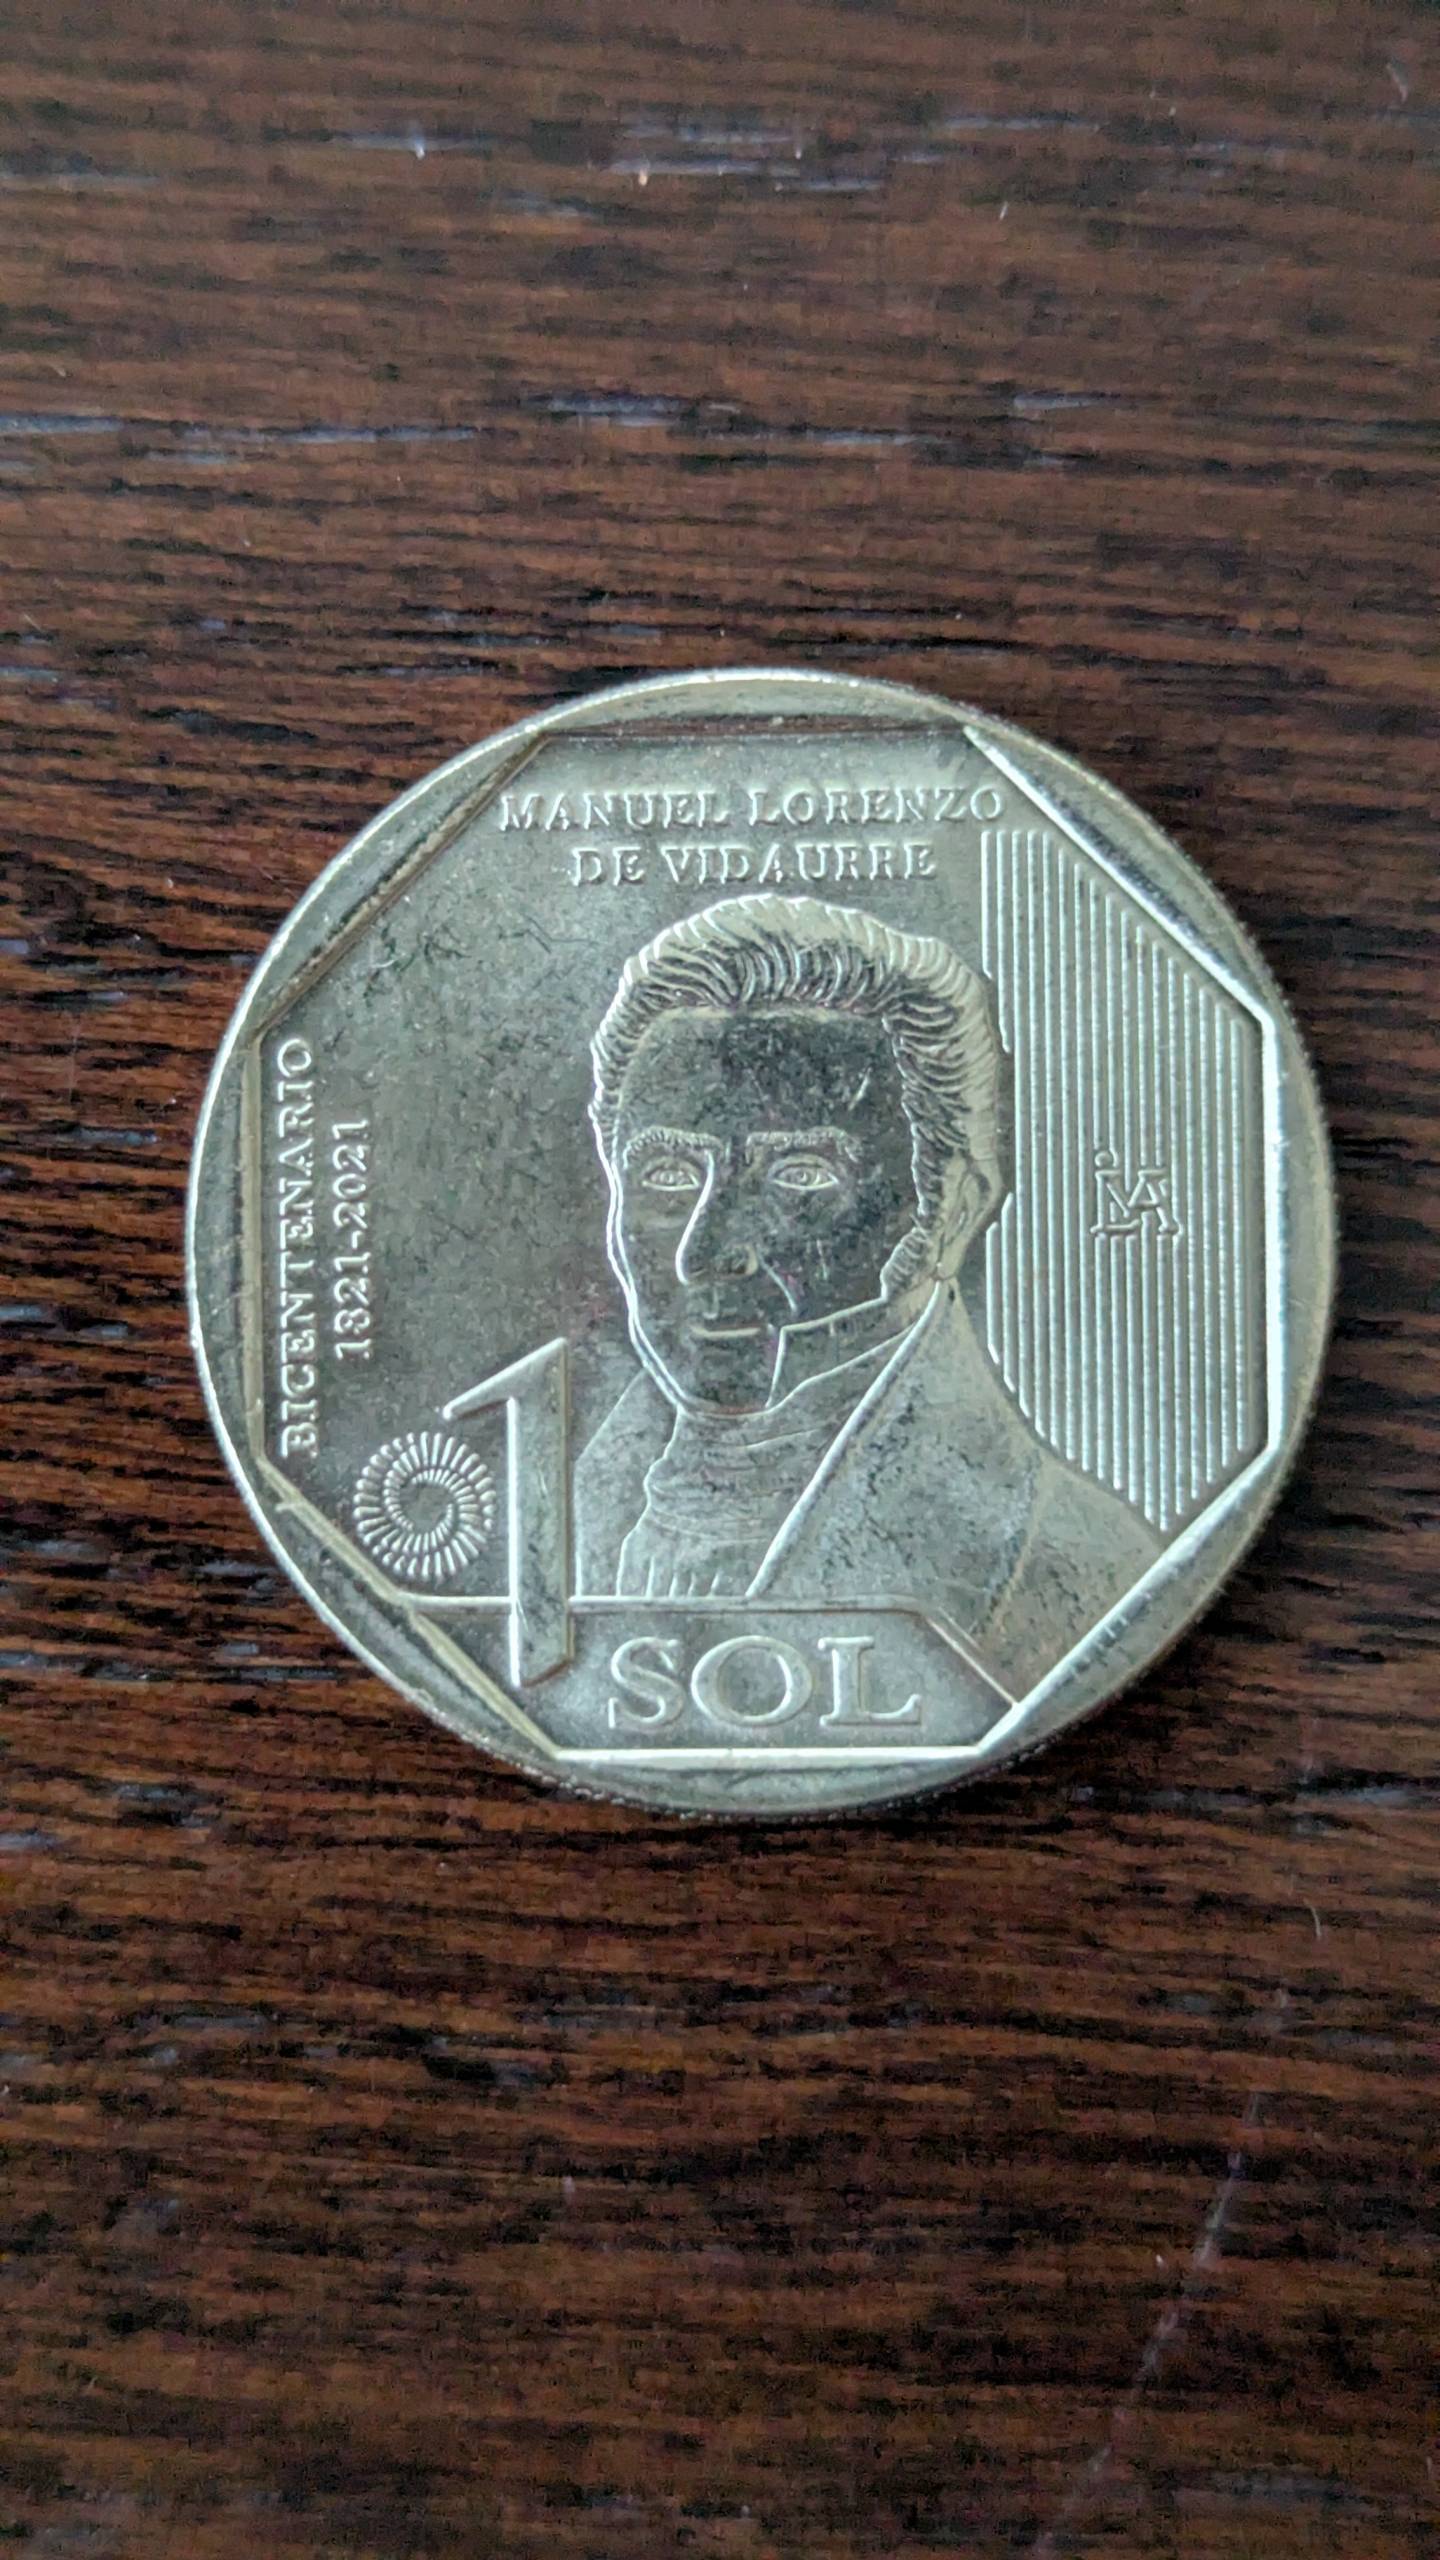 MANUEL LORENZO
DE VIDAURRE
BICENTENARIO
1821-2021
1
SOL